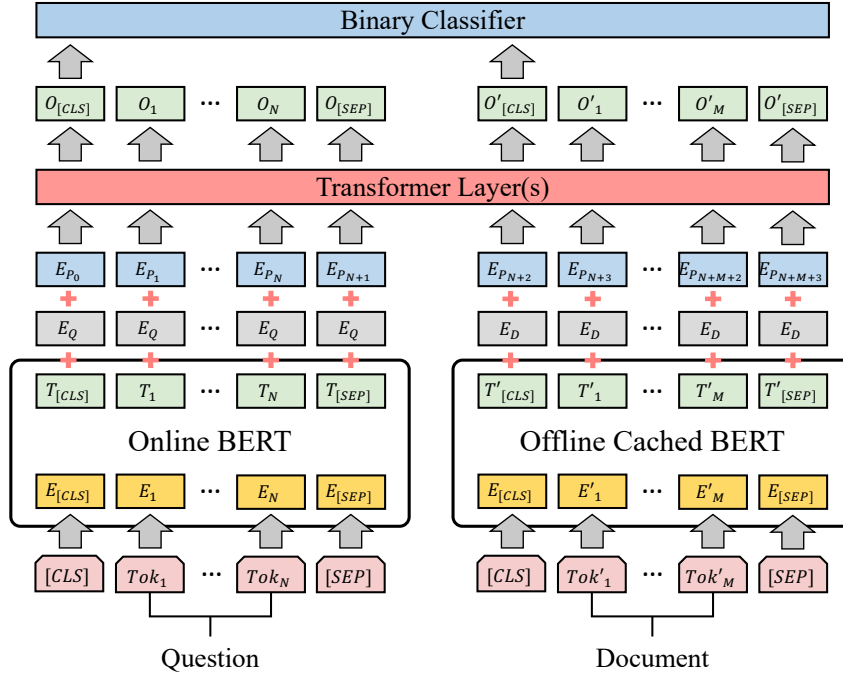 Binary Classifier
O[CLS] O1 ... ON O[SEP] O'[CLS] O'1 ... O'M O'[SEP]
Transformer Layer(s)
EP0 EP1 ... EPN EPN+1 EPN+2 EPN+3 ... EPN+M+2 EPN+M+3
+ + + + + + + +
EQ EQ ... EQ EQ ED ED ... ED ED
+ + + + + + + +
T[CLS] T1 ... TN T[SEP] T'[CLS] T'1 ... T'M T'[SEP]
Online BERT Offline Cached BERT
E[CLS] E1 ... EN E[SEP] E[CLS] E'1 ... E'M E[SEP]
[CLS] Tok1 ... TokN [SEP] [CLS] Tok'1 ... Tok'M [SEP]
Question Document